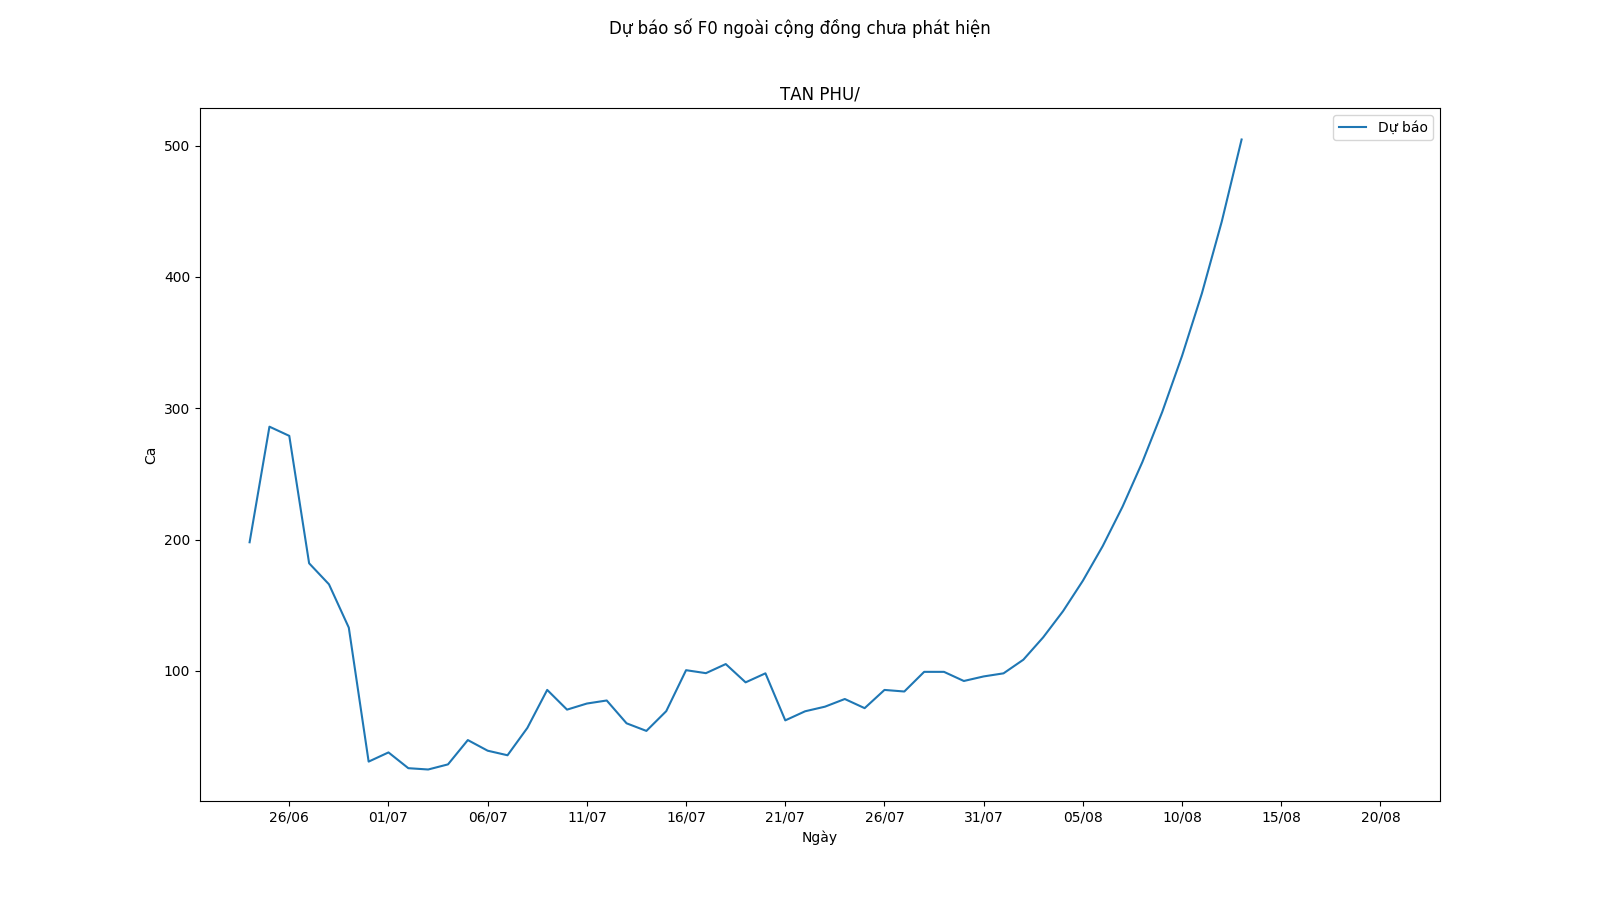 Dự báo số F0 ngoài cộng đồng chưa phát hiện
TAN PHU/
Dự báo
500
400
300
200
100
Ca
26/06 01/07 06/07 11/07 16/07 21/07 26/07 31/07 05/08 10/08 15/08 20/08
Ngày